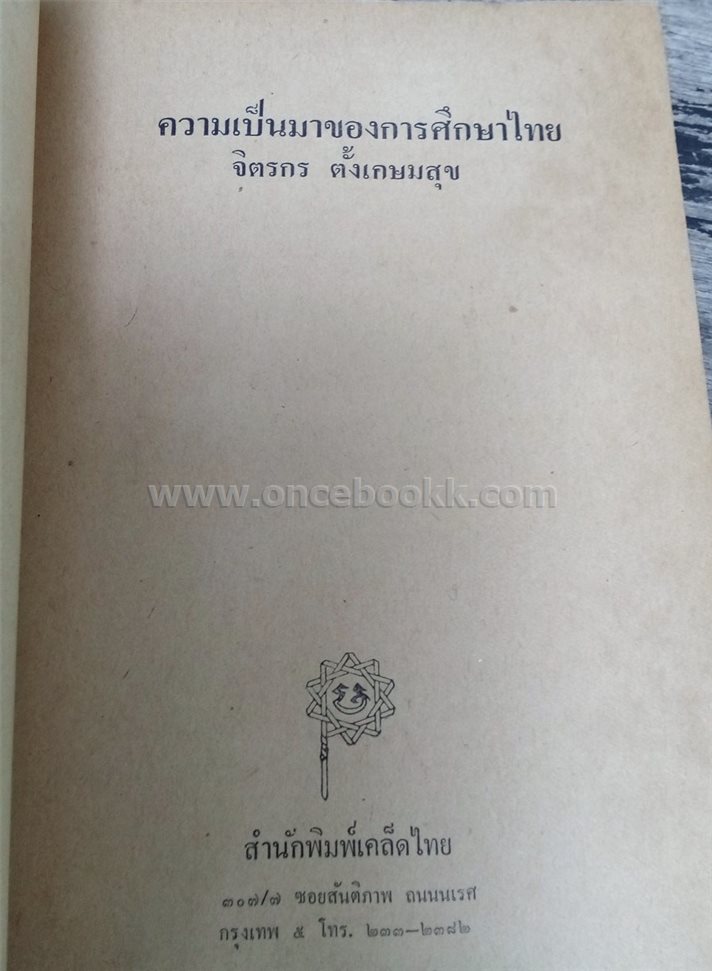 ความเป็นมาของการศึกษาไทย
จิตรกร ตั้งเกษมสุข
www.oncebookk.com
สำนักพิมพ์เคล็ดไทย
๓๐๗/๗ ซอยสันติภาพ ถนนนเรศ
กรุงเทพ ๕ โทร. ๒๓๓—๒๓๘๒